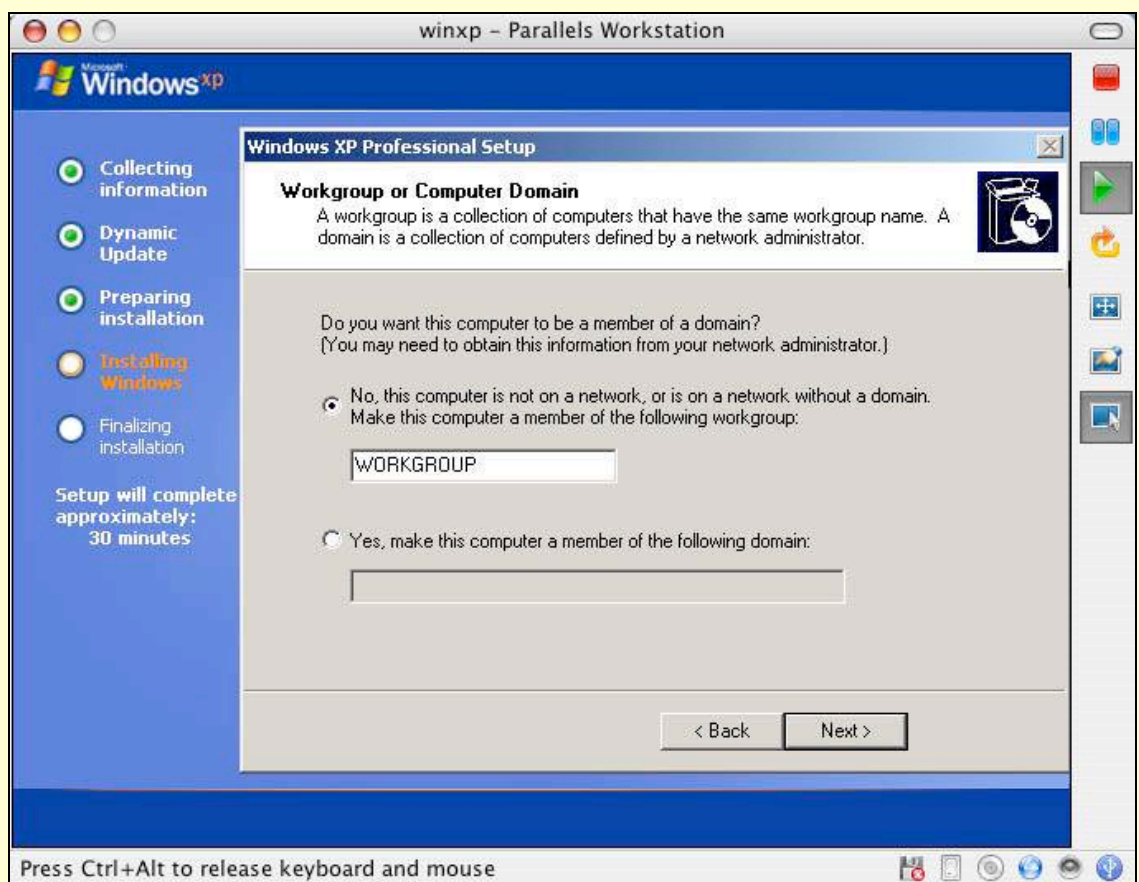 winxp – Parallels Workstation
Microsoft
Windows xp
Collecting
information
Dynamic
Update
Preparing
installation
Installing
Windows
Finalizing
installation
Setup will complete
approximately:
30 minutes
Windows XP Professional Setup
Workgroup or Computer Domain
A workgroup is a collection of computers that have the same workgroup name. A
domain is a collection of computers defined by a network administrator.
Do you want this computer to be a member of a domain?
(You may need to obtain this information from your network administrator.)
No, this computer is not on a network, or is on a network without a domain.
Make this computer a member of the following workgroup:
WORKGROUP
Yes, make this computer a member of the following domain:
< Back
Next >
Press Ctrl+Alt to release keyboard and mouse